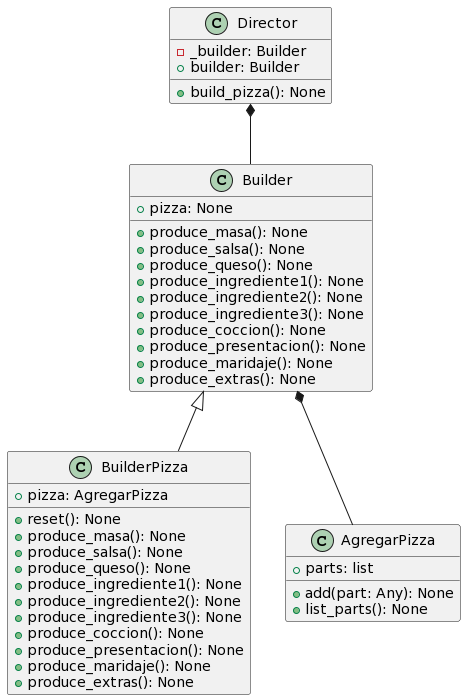 C Director
_builder: Builder
builder: Builder
build_pizza(): None
C Builder
pizza: None
produce_masa(): None
produce_salsa(): None
produce_queso(): None
produce_ingrediente1(): None
produce_ingrediente2(): None
produce_ingrediente3(): None
produce_coccion(): None
produce_presentacion(): None
produce_maridaje(): None
produce_extras(): None
C BuilderPizza
pizza: AgregarPizza
reset(): None
produce_masa(): None
produce_salsa(): None
produce_queso(): None
produce_ingrediente1(): None
produce_ingrediente2(): None
produce_ingrediente3(): None
produce_coccion(): None
produce_presentacion(): None
produce_maridaje(): None
produce_extras(): None
C AgregarPizza
parts: list
add(part: Any): None
list_parts(): None